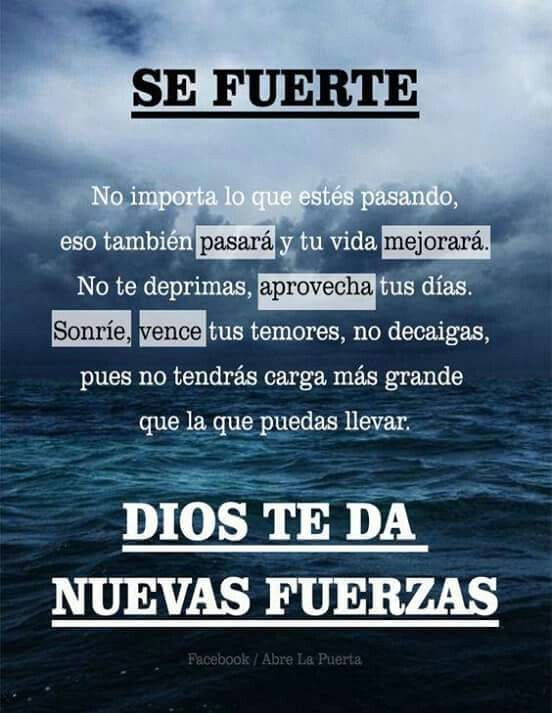 SE FUERTE
No importa lo que estés pasando,
eso también pasará y tu vida mejorará.
No te deprimas, aprovecha tus días.
Sonríe, vence tus temores, no decaigas,
pues no tendrás carga más grande
que la que puedas llevar.
DIOS TE DA
NUEVAS FUERZAS
Facebook / Abre La Puerta